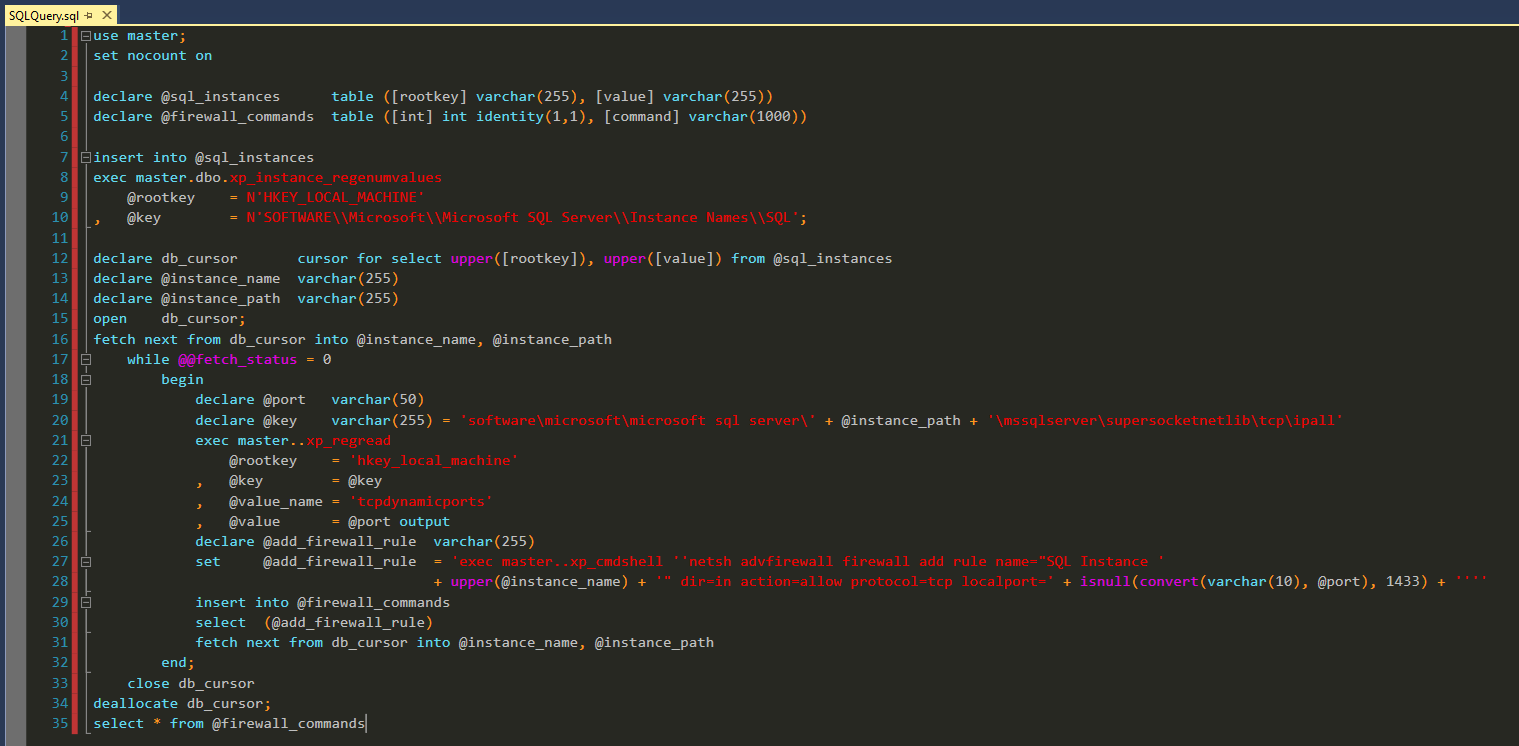 SQLQuery.sql
1 use master;
2 set nocount on
3
4 declare @sql_instances      table ([rootkey] varchar(255), [value] varchar(255))
5 declare @firewall_commands  table ([int] int identity(1,1), [command] varchar(1000))
6
7 insert into @sql_instances
8 exec master.dbo.xp_instance_regenumvalues
9     @rootkey    = N'HKEY_LOCAL_MACHINE'
10 ,   @key        = N'SOFTWARE\\Microsoft\\Microsoft SQL Server\\Instance Names\\SQL';
11
12 declare db_cursor       cursor for select upper([rootkey]), upper([value]) from @sql_instances
13 declare @instance_name  varchar(255)
14 declare @instance_path  varchar(255)
15 open    db_cursor;
16 fetch next from db_cursor into @instance_name, @instance_path
17     while @@fetch_status = 0
18         begin
19             declare @port   varchar(50)
20             declare @key    varchar(255) = 'software\microsoft\microsoft sql server\' + @instance_path + '\mssqlserver\supersocketnetlib\tcp\ipall'
21             exec master..xp_regread
22                 @rootkey    = 'hkey_local_machine'
23             ,   @key        = @key
24             ,   @value_name = 'tcpdynamicports'
25             ,   @value      = @port output
26             declare @add_firewall_rule  varchar(255)
27             set     @add_firewall_rule  = 'exec master..xp_cmdshell ''netsh advfirewall firewall add rule name="SQL Instance '
28                                         + upper(@instance_name) + '" dir=in action=allow protocol=tcp localport=' + isnull(convert(varchar(10), @port), 1433) + ''''
29             insert into @firewall_commands
30             select  (@add_firewall_rule)
31             fetch next from db_cursor into @instance_name, @instance_path
32         end;
33     close db_cursor
34 deallocate db_cursor;
35 select * from @firewall_commands